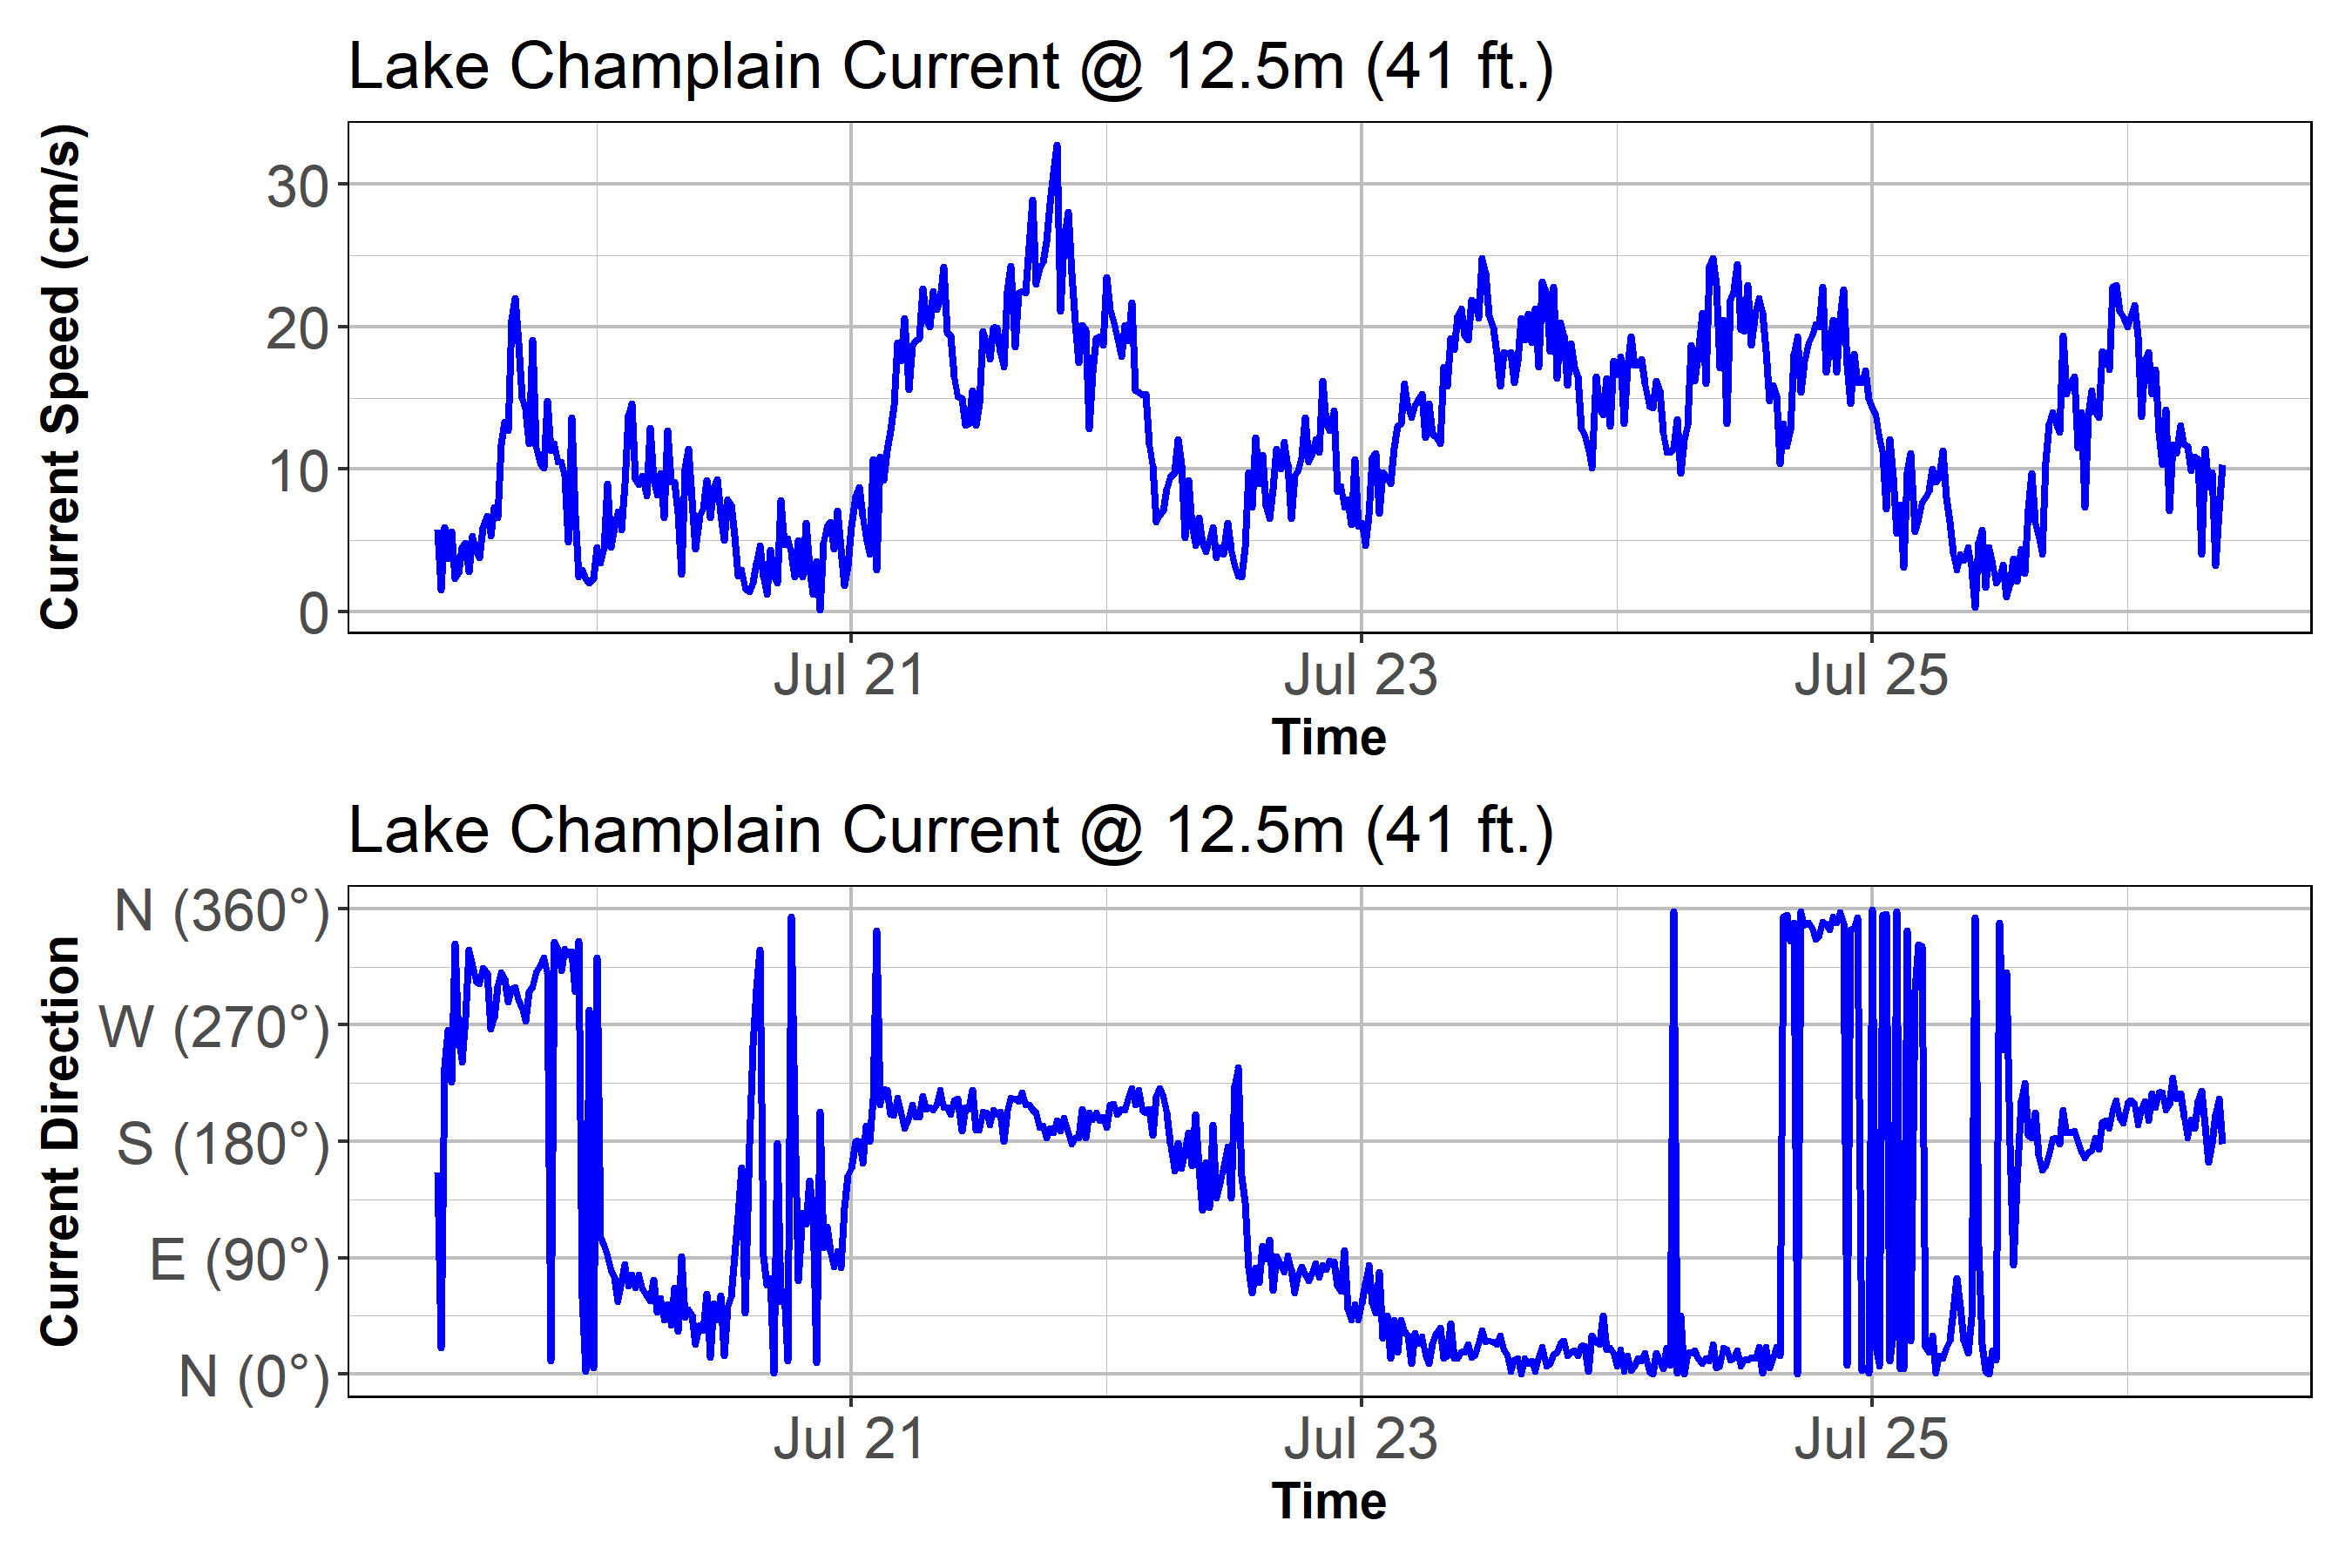 Lake Champlain Current @ 12.5m (41 ft.)
Current Speed (cm/s)
30
20
10
0
Jul 21 Jul 23 Jul 25
Time
Lake Champlain Current @ 12.5m (41 ft.)
Current Direction
N (360°)
W (270°)
S (180°)
E (90°)
N (0°)
Jul 21 Jul 23 Jul 25
Time